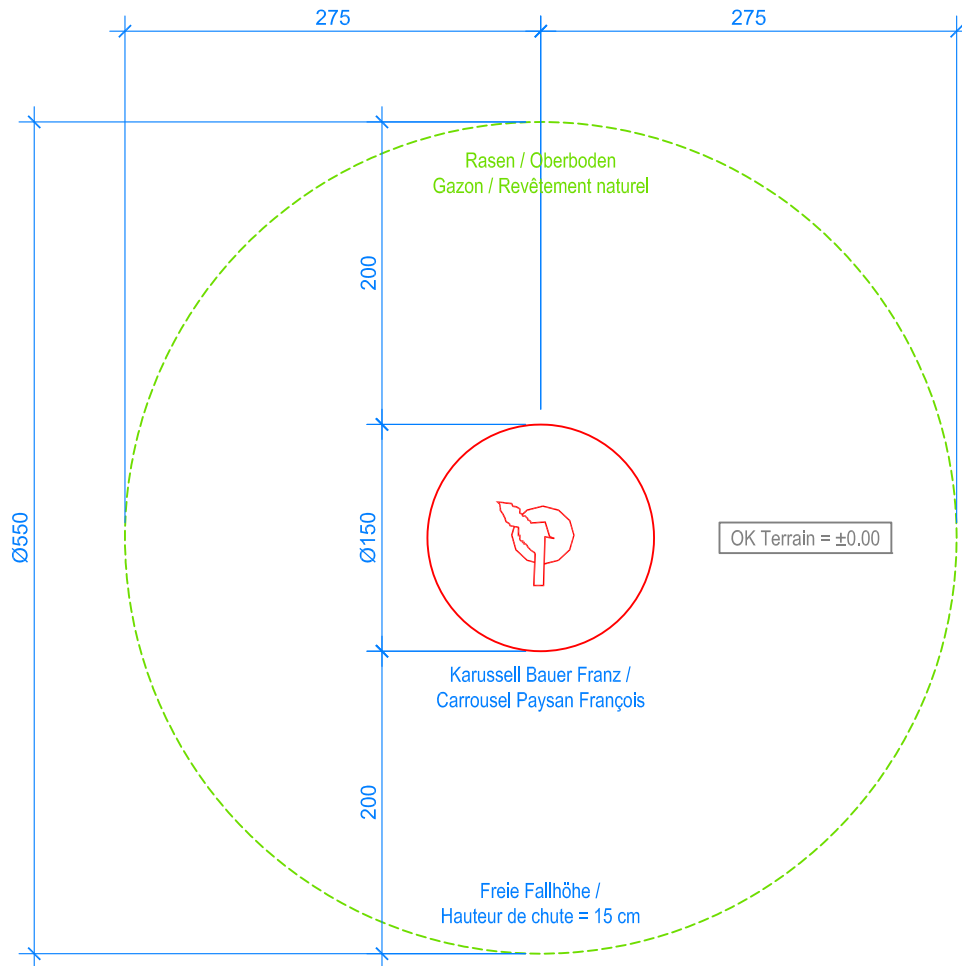 275
275
Rasen / Oberboden
Gazon / Revêtement naturel
200
Ø550
Ø150
OK Terrain = ±0.00
Karussell Bauer Franz /
Carrousel Paysan François
200
Freie Fallhöhe /
Hauteur de chute = 15 cm